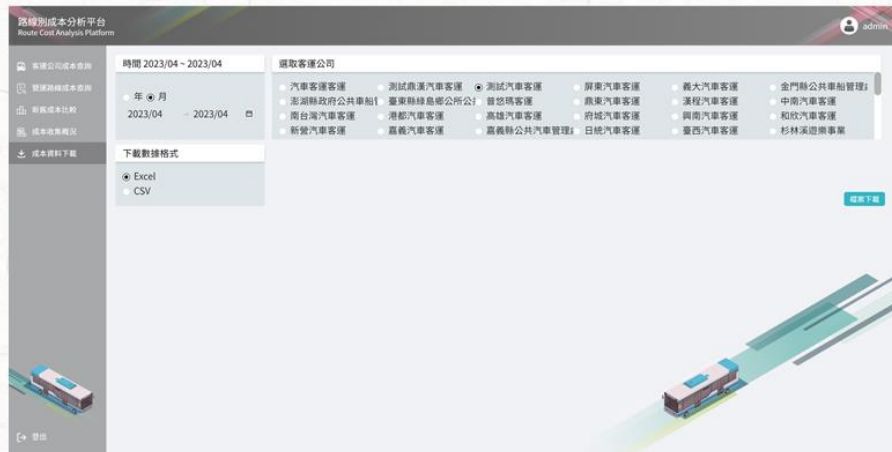 路線別成本分析平台
Route Cost Analysis Platform
admin
客運公司成本查詢
營運路線成本查詢
新舊成本比較
成本收集概況
成本資料下載
登出
時間 2023/04 ~ 2023/04
年 月
2023/04 ~ 2023/04
下載數據格式
Excel
CSV
選取客運公司
汽車客運客運 測試鼎漢汽車客運 測試汽車客運 屏東汽車客運 義大汽車客運 金門縣公共車船管理
澎湖縣政府公共車船 臺東縣綠島鄉公所公 普悠瑪客運 鼎東汽車客運 漢程汽車客運 中南汽車客運
南台灣汽車客運 港都汽車客運 高雄汽車客運 府城汽車客運 興南汽車客運 和欣汽車客運
新營汽車客運 嘉義汽車客運 嘉義縣公共汽車管理 日統汽車客運 臺西汽車客運 杉林溪遊樂事業
檔案下載